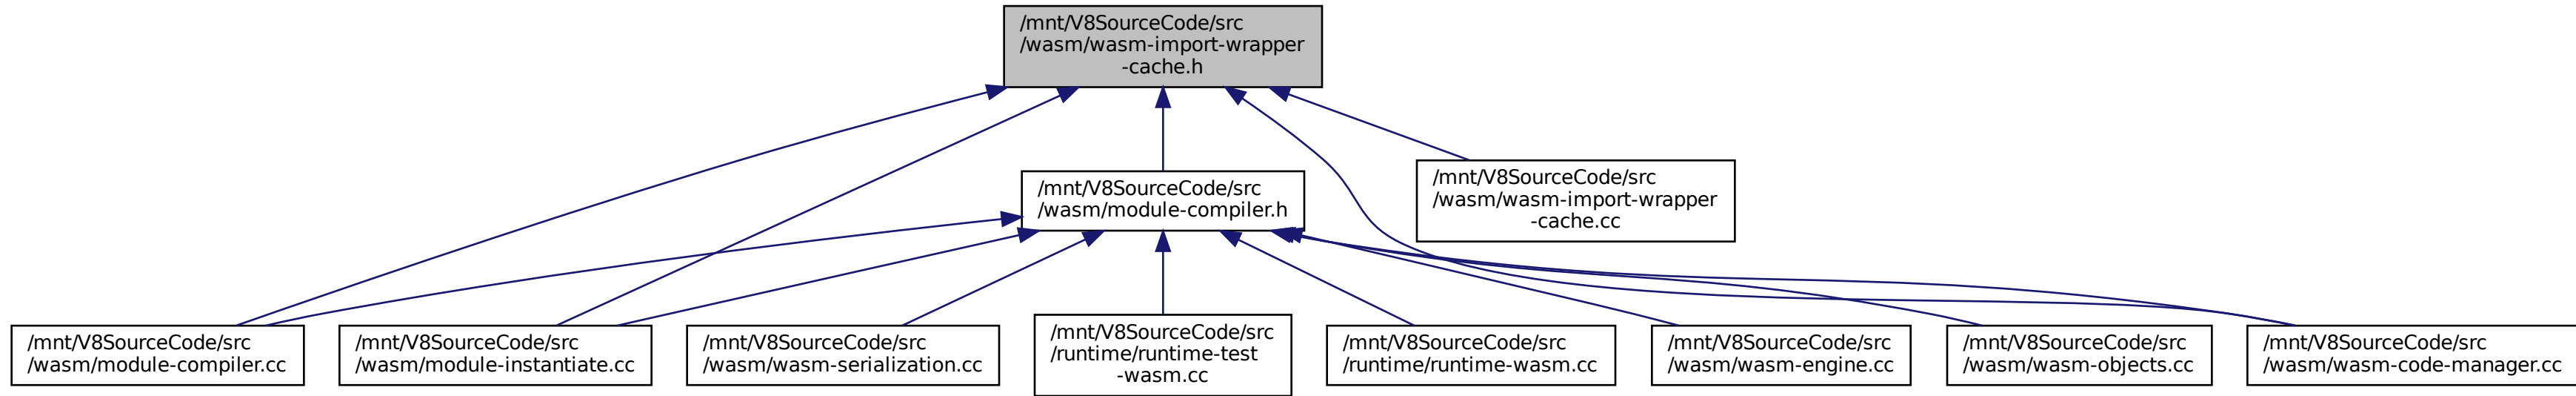 /mnt/V8SourceCode/src
/wasm/wasm-import-wrapper
-cache.h
/mnt/V8SourceCode/src
/wasm/module-compiler.h
/mnt/V8SourceCode/src
/wasm/wasm-import-wrapper
-cache.cc
/mnt/V8SourceCode/src
/wasm/module-compiler.cc
/mnt/V8SourceCode/src
/wasm/module-instantiate.cc
/mnt/V8SourceCode/src
/wasm/wasm-serialization.cc
/mnt/V8SourceCode/src
/runtime/runtime-test
-wasm.cc
/mnt/V8SourceCode/src
/runtime/runtime-wasm.cc
/mnt/V8SourceCode/src
/wasm/wasm-engine.cc
/mnt/V8SourceCode/src
/wasm/wasm-objects.cc
/mnt/V8SourceCode/src
/wasm/wasm-code-manager.cc